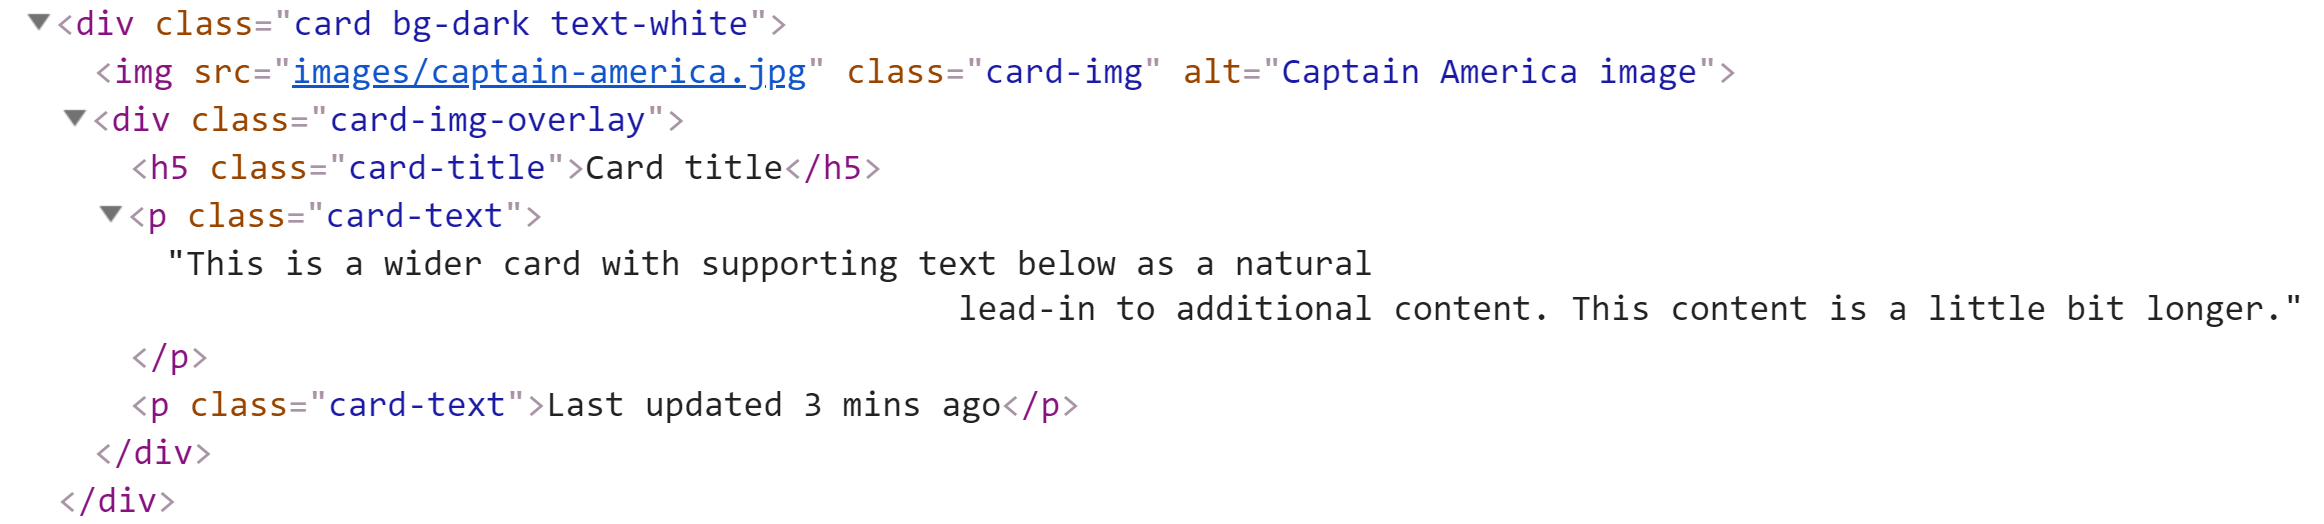 <div class="card bg-dark text-white">
<img src="images/captain-america.jpg" class="card-img" alt="Captain America image">
<div class="card-img-overlay">
<h5 class="card-title">Card title</h5>
<p class="card-text">
"This is a wider card with supporting text below as a natural
lead-in to additional content. This content is a little bit longer."
</p>
<p class="card-text">Last updated 3 mins ago</p>
</div>
</div>